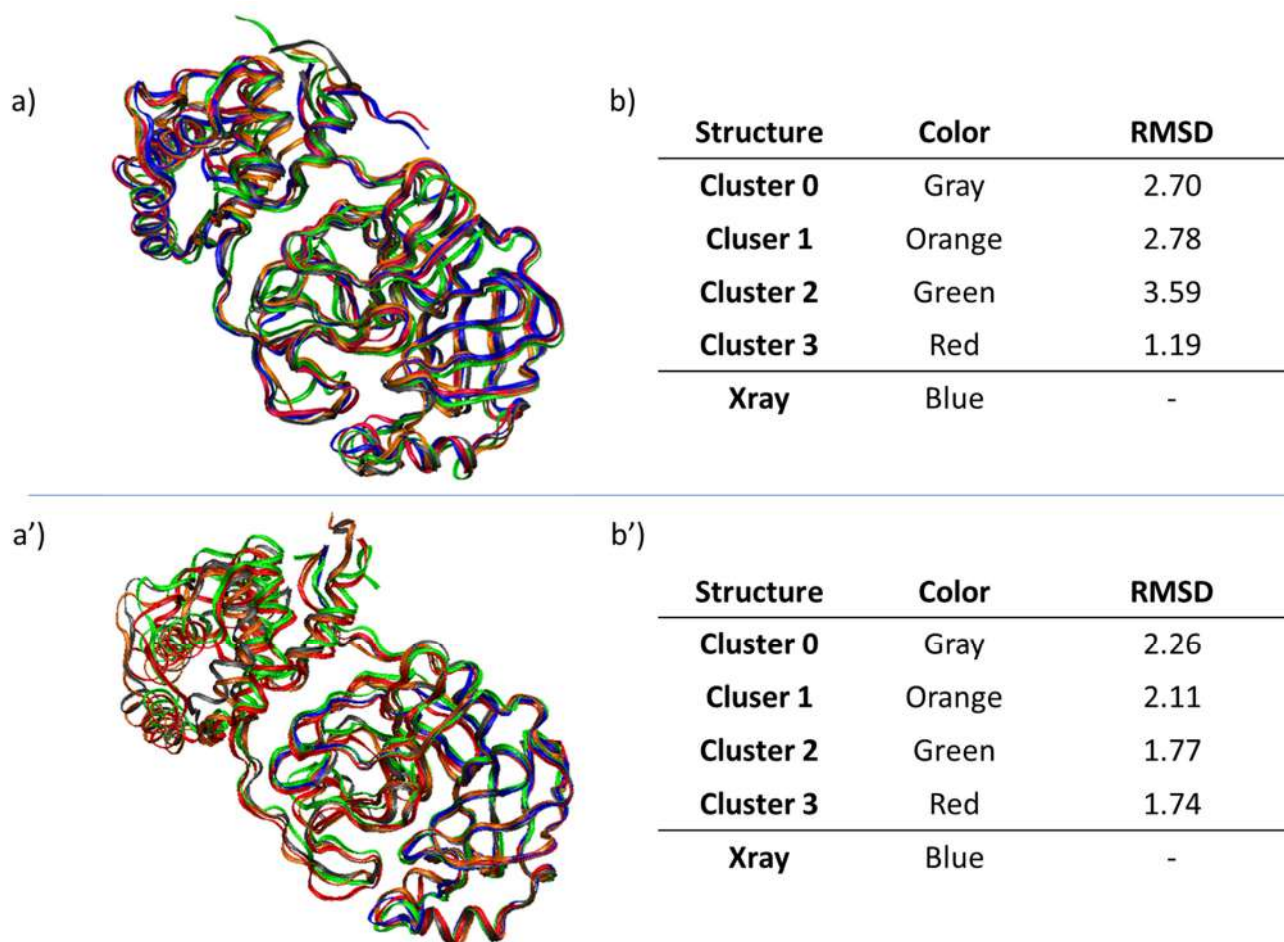 a)
b)
Structure Color RMSD
Cluster 0 Gray 2.70
Cluser 1 Orange 2.78
Cluster 2 Green 3.59
Cluster 3 Red 1.19
Xray Blue -
a')
b')
Structure Color RMSD
Cluster 0 Gray 2.26
Cluser 1 Orange 2.11
Cluster 2 Green 1.77
Cluster 3 Red 1.74
Xray Blue -